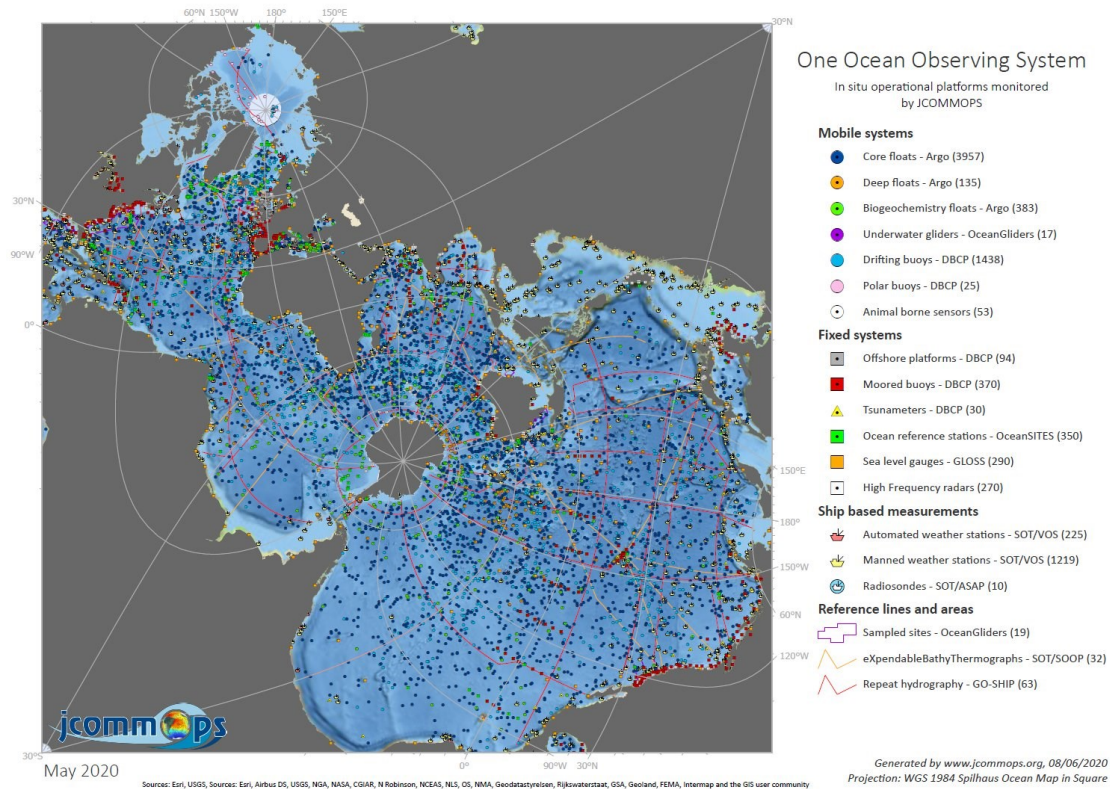 60°N 150°W 180° 150°E
30°N
30°N
90°W
0°
150°E
180°
150°W
60°N
120°W
30°S
0° 90°W 30°N
jcommops
May 2020
Sources: Esri, USGS, Sources: Esri, Airbus DS, USGS, NGA, NASA, CGIAR, N Robinson, NCEAS, NLS, OS, NMA, Geodatastyrelsen, Rijkswaterstaat, GSA, Geoland, FEMA, Intermap and the GIS user community
One Ocean Observing System
In situ operational platforms monitored
by JCOMMOPS
Mobile systems
Core floats - Argo (3957)
Deep floats - Argo (135)
Biogeochemistry floats - Argo (383)
Underwater gliders - OceanGliders (17)
Drifting buoys - DBCP (1438)
Polar buoys - DBCP (25)
Animal borne sensors (53)
Fixed systems
Offshore platforms - DBCP (94)
Moored buoys - DBCP (370)
Tsunameters - DBCP (30)
Ocean reference stations - OceanSITES (350)
Sea level gauges - GLOSS (290)
High Frequency radars (270)
Ship based measurements
Automated weather stations - SOT/VOS (225)
Manned weather stations - SOT/VOS (1219)
Radiosondes - SOT/ASAP (10)
Reference lines and areas
Sampled sites - OceanGliders (19)
eXpendableBathyThermographs - SOT/SOOP (32)
Repeat hydrography - GO-SHIP (63)
Generated by www.jcommops.org, 08/06/2020
Projection: WGS 1984 Spilhaus Ocean Map in Square